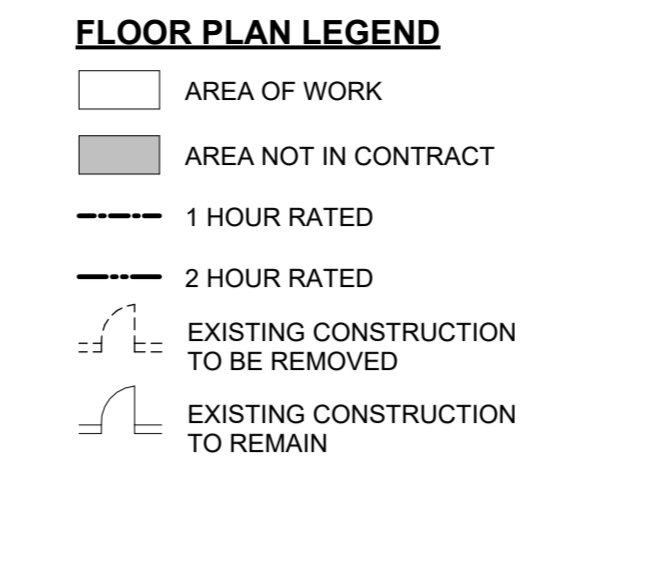 FLOOR PLAN LEGEND
AREA OF WORK
AREA NOT IN CONTRACT
1 HOUR RATED
2 HOUR RATED
EXISTING CONSTRUCTION
TO BE REMOVED
EXISTING CONSTRUCTION
TO REMAIN